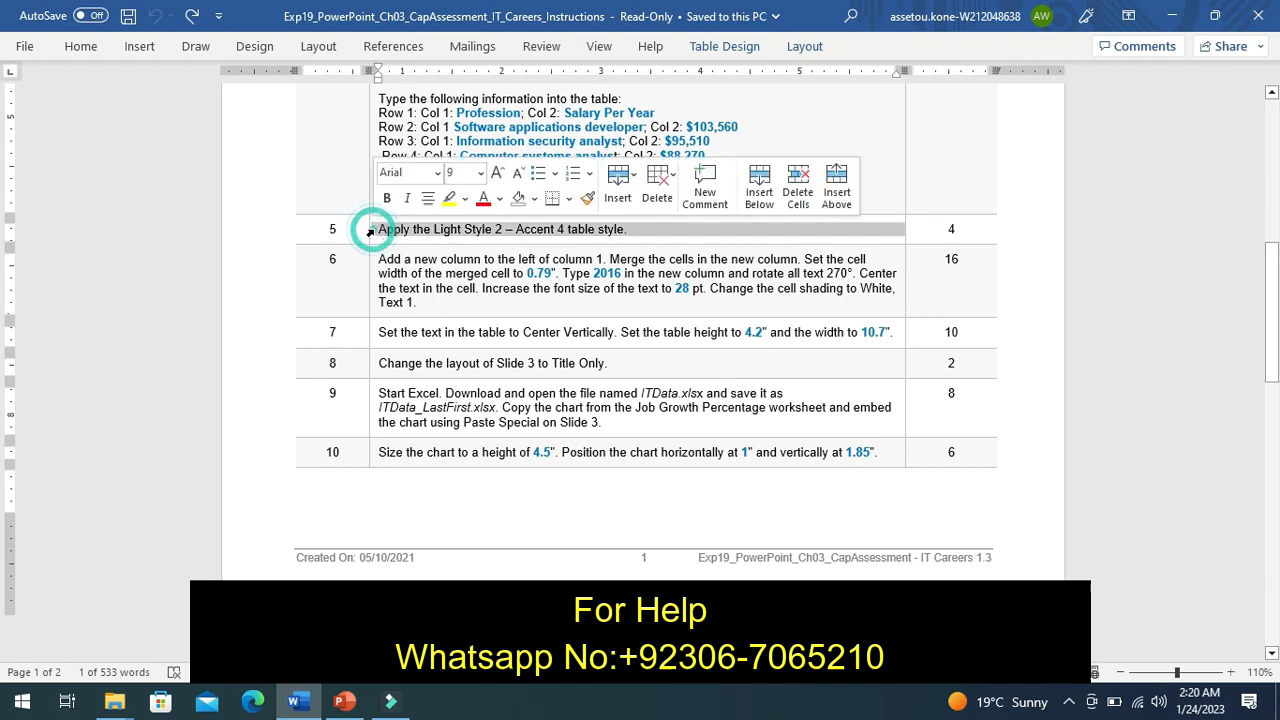 AutoSave Off Exp19_PowerPoint_Ch03_CapAssessment_IT_Careers_Instructions - Read-Only • Saved to this PC assetou.kone-W212048638 AW
File Home Insert Draw Design Layout References Mailings Review View Help Table Design Layout Comments Share
Type the following information into the table:
Row 1: Col 1: Profession; Col 2: Salary Per Year
Row 2: Col 1 Software applications developer; Col 2: $103,560
Row 3: Col 1: Information security analyst; Col 2: $95,510
Row 4: Col 1: Computer systems analyst; Col 2: $88,270
Arial 9
Insert Delete New Comment Insert Below Delete Cells Insert Above
5 Apply the Light Style 2 – Accent 4 table style. 4
6 Add a new column to the left of column 1. Merge the cells in the new column. Set the cell 16
width of the merged cell to 0.79". Type 2016 in the new column and rotate all text 270°. Center
the text in the cell. Increase the font size of the text to 28 pt. Change the cell shading to White,
Text 1.
7 Set the text in the table to Center Vertically. Set the table height to 4.2" and the width to 10.7". 10
8 Change the layout of Slide 3 to Title Only. 2
9 Start Excel. Download and open the file named ITData.xlsx and save it as 8
ITData_LastFirst.xlsx. Copy the chart from the Job Growth Percentage worksheet and embed
the chart using Paste Special on Slide 3.
10 Size the chart to a height of 4.5". Position the chart horizontally at 1" and vertically at 1.85". 6
Created On: 05/10/2021 1 Exp19_PowerPoint_Ch03_CapAssessment - IT Careers 1.3
For Help
Whatsapp No:+92306-7065210
Page 1 of 2 1 of 533 words 110%
19°C Sunny 2:20 AM
1/24/2023